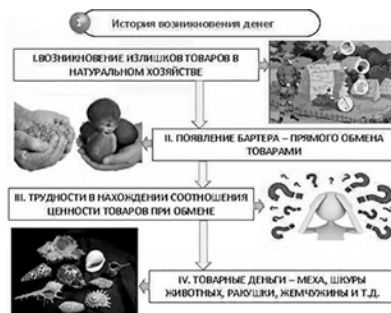 История возникновения денег
I.ВОЗНИКНОВЕНИЕ ИЗЛИШКОВ ТОВАРОВ В
НАТУРАЛЬНОМ ХОЗЯЙСТВЕ
II. ПОЯВЛЕНИЕ БАРТЕРА – ПРЯМОГО ОБМЕНА
ТОВАРАМИ
III. ТРУДНОСТИ В НАХОЖДЕНИИ СООТНОШЕНИЯ
ЦЕННОСТИ ТОВАРОВ ПРИ ОБМЕНЕ
IV. ТОВАРНЫЕ ДЕНЬГИ – МЕХА, ШКУРЫ
ЖИВОТНЫХ, РАКУШКИ, ЖЕМЧУЖИНЫ И Т.Д.